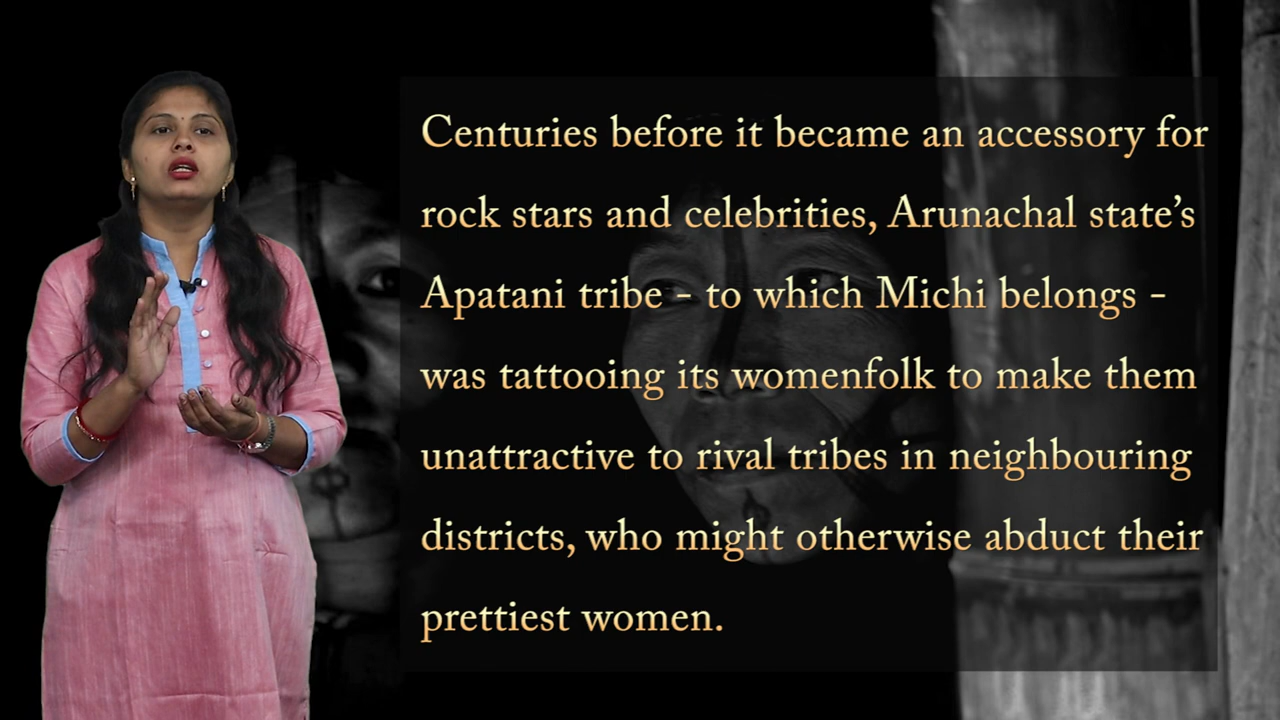 Centuries before it became an accessory for
rock stars and celebrities, Arunachal state’s
Apatani tribe - to which Michi belongs -
was tattooing its womenfolk to make them
unattractive to rival tribes in neighbouring
districts, who might otherwise abduct their
prettiest women.